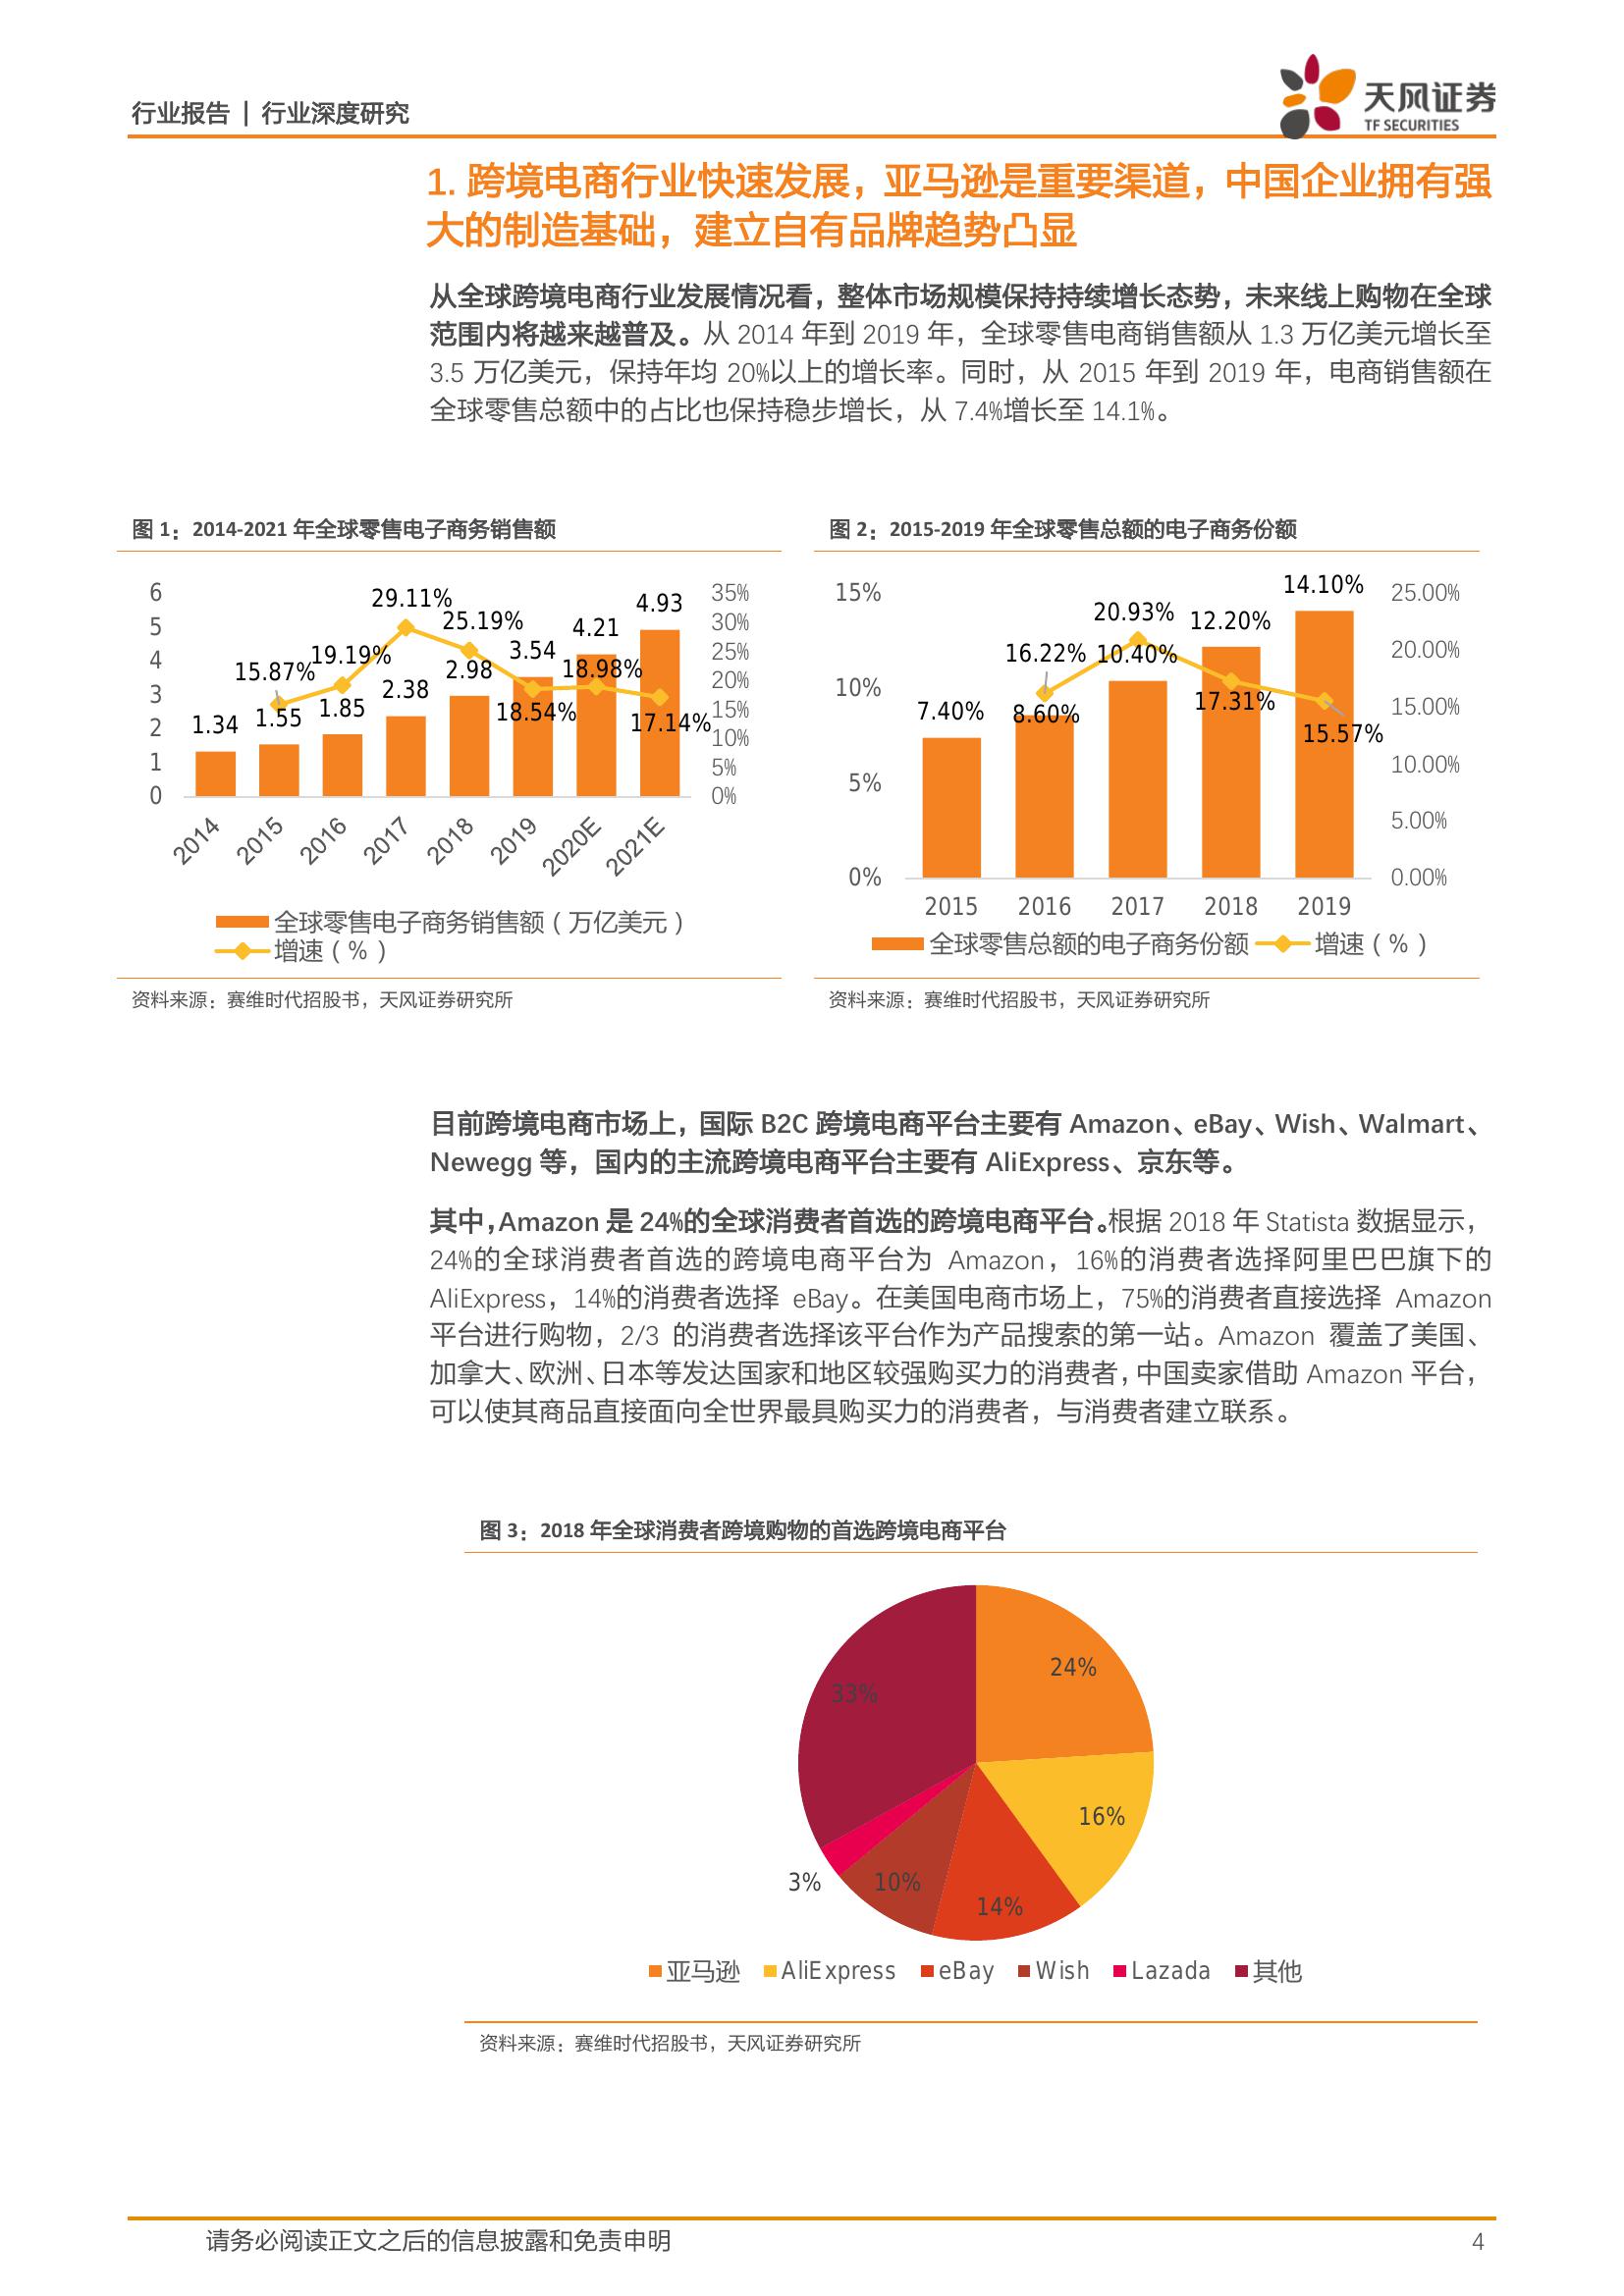 行业报告 | 行业深度研究
天风证券
TF SECURITIES
1. 跨境电商行业快速发展，亚马逊是重要渠道，中国企业拥有强
大的制造基础，建立自有品牌趋势凸显
从全球跨境电商行业发展情况看，整体市场规模保持持续增长态势，未来线上购物在全球
范围内将越来越普及。从 2014 年到 2019 年，全球零售电商销售额从 1.3 万亿美元增长至
3.5 万亿美元，保持年均 20%以上的增长率。同时，从 2015 年到 2019 年，电商销售额在
全球零售总额中的占比也保持稳步增长，从 7.4%增长至 14.1%。
图 1：2014-2021 年全球零售电子商务销售额
6
5
4
3
2
1
0
35%
30%
25%
20%
15%
10%
5%
0%
15.87%
19.19%
29.11%
25.19%
18.54%
18.98%
17.14%
1.34
1.55
1.85
2.38
2.98
3.54
4.21
4.93
2014
2015
2016
2017
2018
2019
2020E
2021E
全球零售电子商务销售额（万亿美元）
增速（%）
资料来源：赛维时代招股书，天风证券研究所
图 2：2015-2019 年全球零售总额的电子商务份额
15%
10%
5%
0%
25.00%
20.00%
15.00%
10.00%
5.00%
0.00%
7.40%
8.60%
10.40%
12.20%
14.10%
16.22%
20.93%
17.31%
15.57%
2015 2016 2017 2018 2019
全球零售总额的电子商务份额 增速（%）
资料来源：赛维时代招股书，天风证券研究所
目前跨境电商市场上，国际 B2C 跨境电商平台主要有 Amazon、eBay、Wish、Walmart、
Newegg 等，国内的主流跨境电商平台主要有 AliExpress、京东等。
其中，Amazon 是 24%的全球消费者首选的跨境电商平台。根据 2018 年 Statista 数据显示，
24%的全球消费者首选的跨境电商平台为 Amazon，16%的消费者选择阿里巴巴旗下的
AliExpress，14%的消费者选择 eBay。在美国电商市场上，75%的消费者直接选择 Amazon
平台进行购物，2/3 的消费者选择该平台作为产品搜索的第一站。Amazon 覆盖了美国、
加拿大、欧洲、日本等发达国家和地区较强购买力的消费者，中国卖家借助 Amazon 平台，
可以使其商品直接面向全世界最具购买力的消费者，与消费者建立联系。
图 3：2018 年全球消费者跨境购物的首选跨境电商平台
24%
16%
14%
10%
3%
33%
亚马逊 AliExpress eBay Wish Lazada 其他
资料来源：赛维时代招股书，天风证券研究所
请务必阅读正文之后的信息披露和免责申明 4